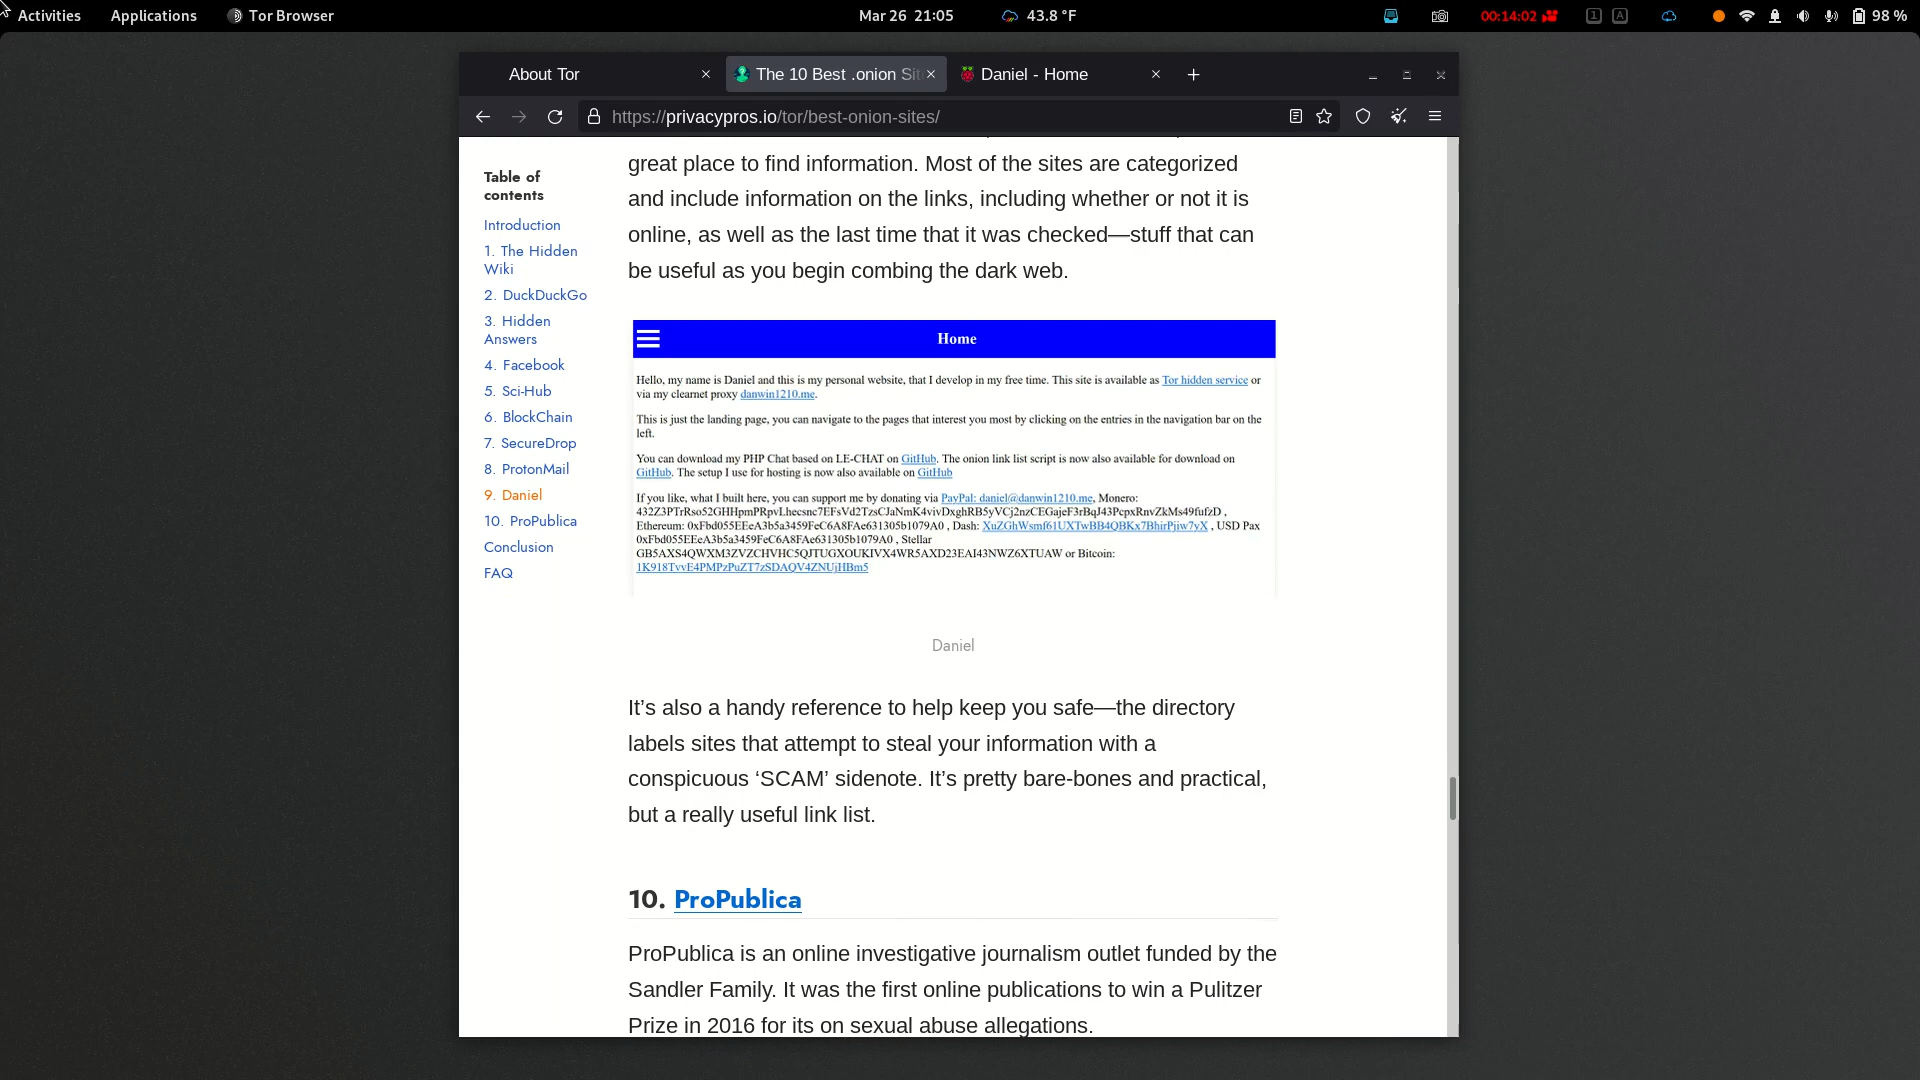 Activities Applications Tor Browser Mar 26 21:05 43.8 °F 00:14:02 1 A 98 %
About Tor The 10 Best .onion Sit Daniel - Home
https://privacypros.io/tor/best-onion-sites/
Table of
contents
Introduction
1. The Hidden
Wiki
2. DuckDuckGo
3. Hidden
Answers
4. Facebook
5. Sci-Hub
6. BlockChain
7. SecureDrop
8. ProtonMail
9. Daniel
10. ProPublica
Conclusion
FAQ
great place to find information. Most of the sites are categorized
and include information on the links, including whether or not it is
online, as well as the last time that it was checked—stuff that can
be useful as you begin combing the dark web.
Home
Hello, my name is Daniel and this is my personal website, that I develop in my free time. This site is available as Tor hidden service or
via my clearnet proxy danwin1210.me.
This is just the landing page, you can navigate to the pages that interest you most by clicking on the entries in the navigation bar on the
left.
You can download my PHP Chat based on LE-CHAT on GitHub. The onion link list script is now also available for download on
GitHub. The setup I use for hosting is now also available on GitHub
If you like, what I built here, you can support me by donating via PayPal: daniel@danwin1210.me, Monero:
432Z3PTrRso52GHHpmPRpvLhecsnc7EFsVd2TzsCJaNmK4vivDxghRB5yVCj2nzCEGajeF3rBqJ43PcpxRnvZkMs49fufzD ,
Ethereum: 0xFbd055EEeA3b5a3459FeC6A8FAe631305b1079A0 , Dash: XuZGhWsmf61UXTwBB4QBKx7BhirPjiw7yX , USD Pax
0xFbd055EEeA3b5a3459FeC6A8FAe631305b1079A0 , Stellar
GB5AXS4QWXM3ZVZCHVHC5QJTUGXOUKIVX4WR5AXD23EAI43NWZ6XTUAW or Bitcoin:
1K918TvvE4PMPzPuZT7zSDAQV4ZNUjHBm5
Daniel
It’s also a handy reference to help keep you safe—the directory
labels sites that attempt to steal your information with a
conspicuous ‘SCAM’ sidenote. It’s pretty bare-bones and practical,
but a really useful link list.
10. ProPublica
ProPublica is an online investigative journalism outlet funded by the
Sandler Family. It was the first online publications to win a Pulitzer
Prize in 2016 for its on sexual abuse allegations.